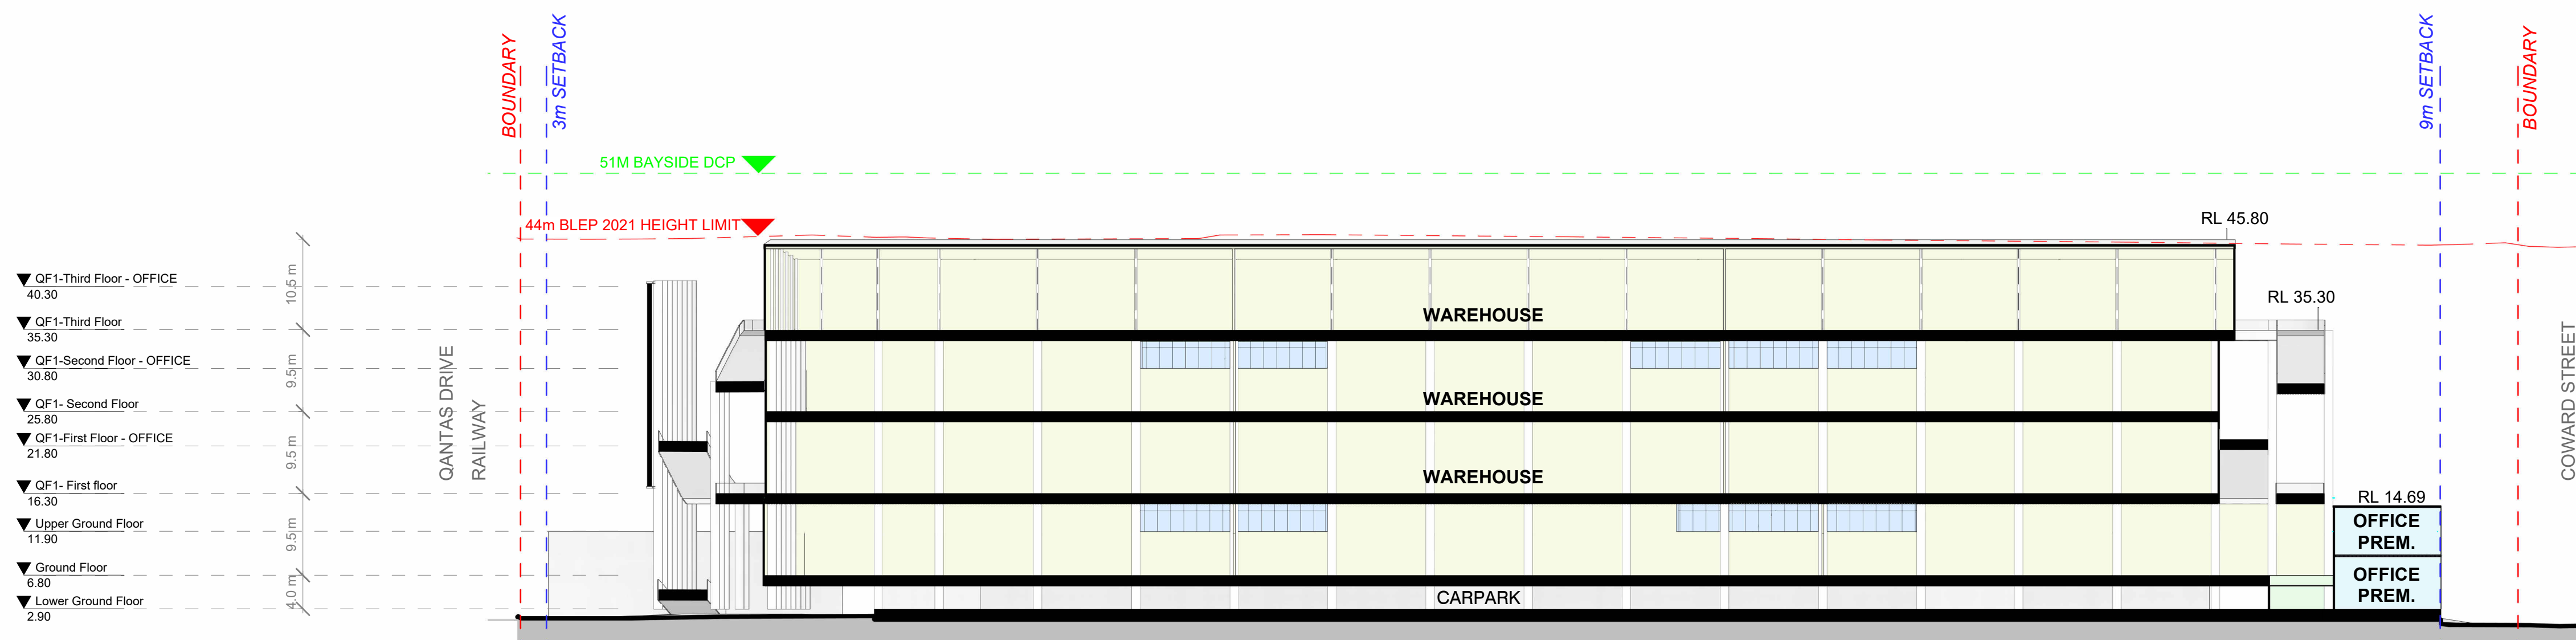 BOUNDARY
3m SETBACK
9m SETBACK
BOUNDARY
51M BAYSIDE DCP
44m BLEP 2021 HEIGHT LIMIT
RL 45.80
QF1-Third Floor - OFFICE
40.30
QF1-Third Floor
35.30
QF1-Second Floor - OFFICE
30.80
QF1- Second Floor
25.80
QF1-First Floor - OFFICE
21.80
QF1- First floor
16.30
Upper Ground Floor
11.90
Ground Floor
6.80
Lower Ground Floor
2.90
10.5 m
9.5m
9.5m
9.5m
4.0 m
QANTAS DRIVE
RAILWAY
WAREHOUSE
WAREHOUSE
WAREHOUSE
CARPARK
RL 35.30
RL 14.69
OFFICE
PREM.
OFFICE
PREM.
COWARD STREET